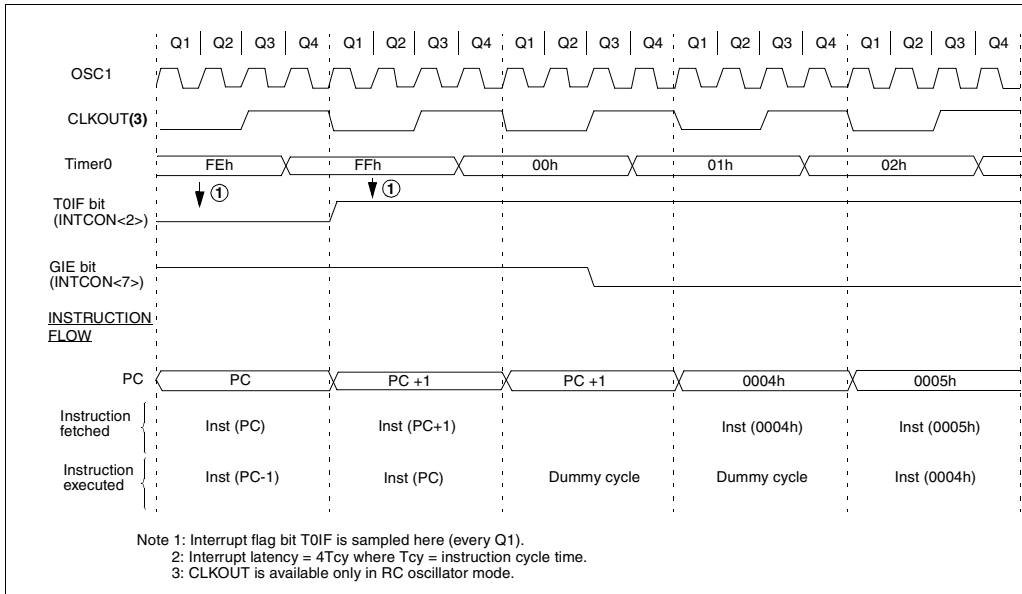 Q1 Q2 Q3 Q4 Q1 Q2 Q3 Q4 Q1 Q2 Q3 Q4 Q1 Q2 Q3 Q4 Q1 Q2 Q3 Q4
OSC1
CLKOUT(3)
Timer0 FEh FFh 00h 01h 02h
1 1
T0IF bit
(INTCON<2>)
GIE bit
(INTCON<7>)
INSTRUCTION
FLOW
PC PC PC +1 PC +1 0004h 0005h
Instruction
fetched
Inst (PC) Inst (PC+1) Inst (0004h) Inst (0005h)
Instruction
executed
Inst (PC-1) Inst (PC) Dummy cycle Dummy cycle Inst (0004h)
Note 1: Interrupt flag bit T0IF is sampled here (every Q1).
2: Interrupt latency = 4Tcy where Tcy = instruction cycle time.
3: CLKOUT is available only in RC oscillator mode.